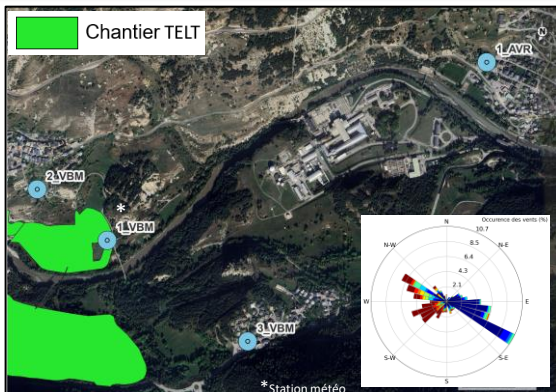 Chantier TELT
1_AVR
N
2_VBM
*
1_VBM
3_VBM
*Station météo
Occurence des vents (%)
N
10.7
N-W
8.5
N-E
6.4
4.3
2.1
W
E
S-W
S-E
S